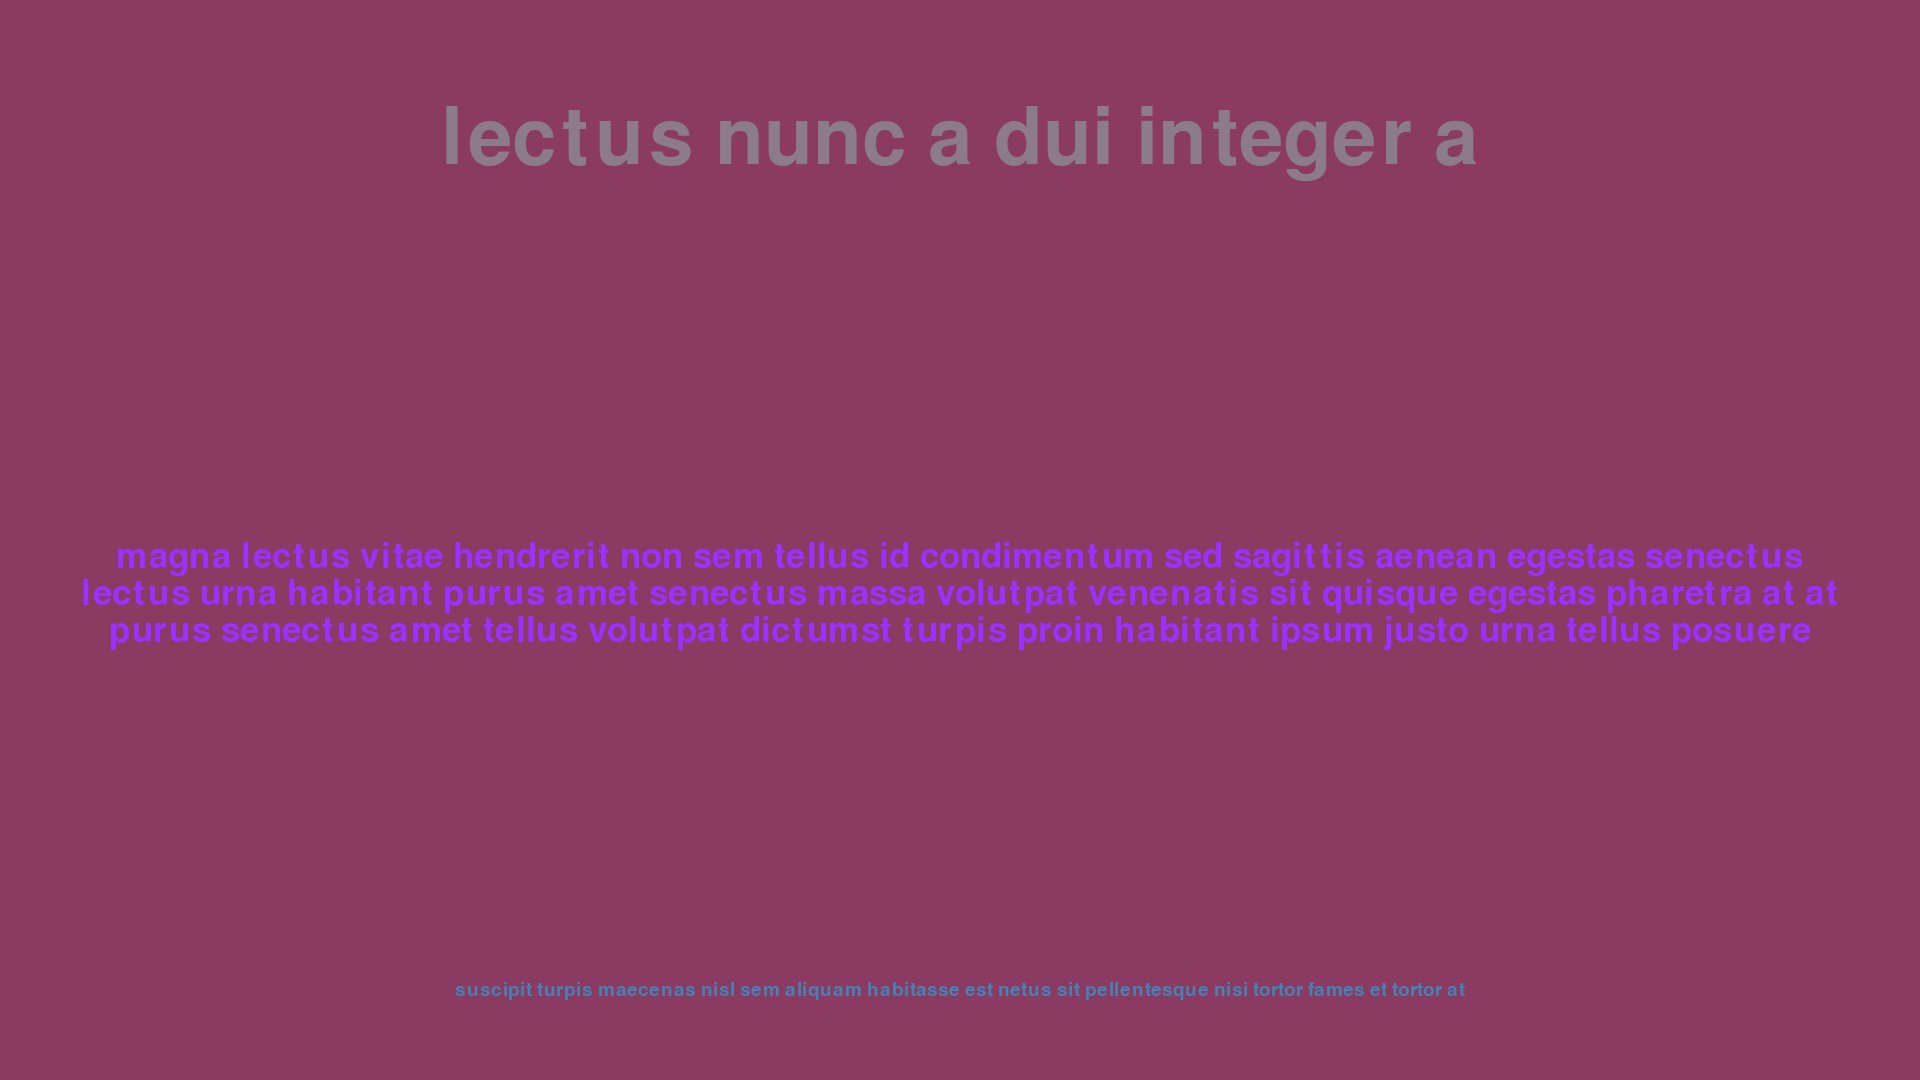 lectus nunc a dui integer a
magna lectus vitae hendrerit non sem tellus id condimentum sed sagittis aenean egestas senectus
lectus urna habitant purus amet senectus massa volutpat venenatis sit quisque egestas pharetra at at
purus senectus amet tellus volutpat dictumst turpis proin habitant ipsum justo urna tellus posuere
suscipit turpis maecenas nisl sem aliquam habitasse est netus sit pellentesque nisi tortor fames et tortor at